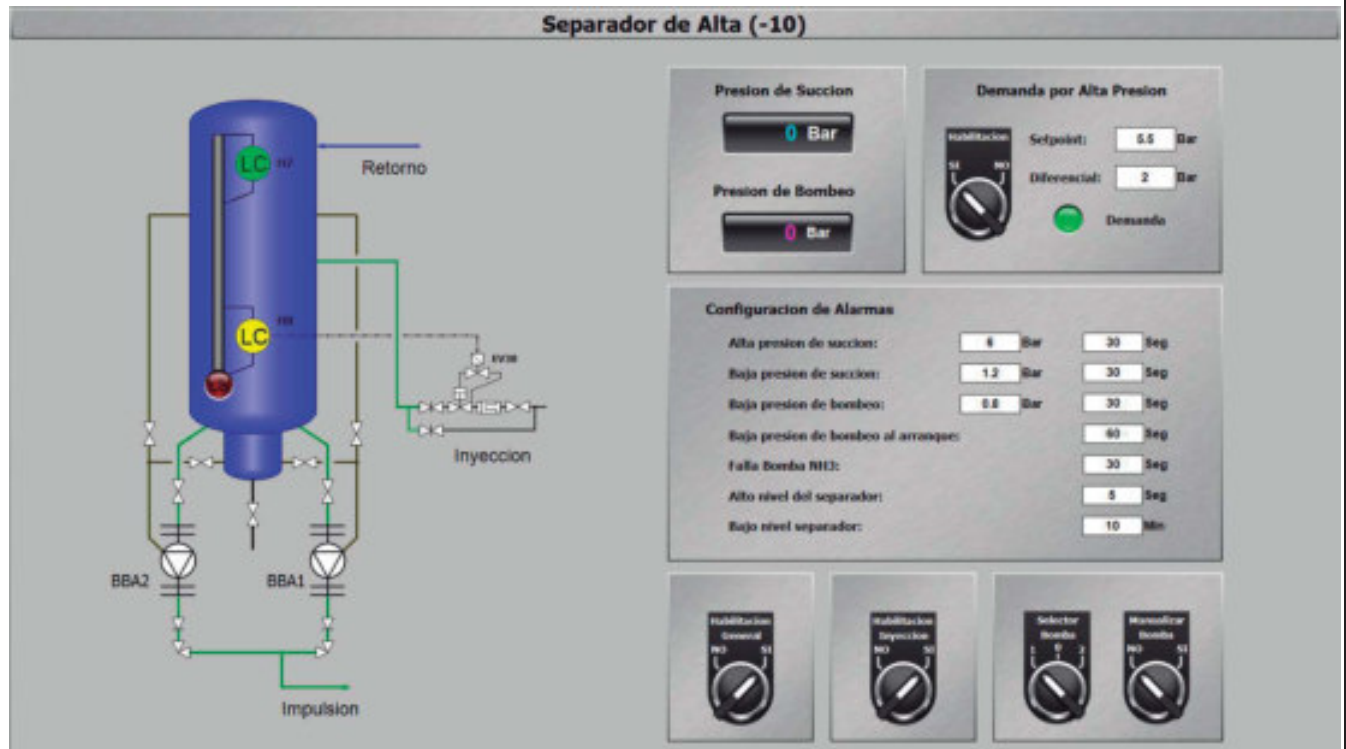 Separador de Alta (-10)
LC
Retorno
LC
Inyeccion
BBA2
BBA1
Impulsion
Presion de Succion
0 Bar
Presion de Bombeo
0 Bar
Demanda por Alta Presion
Habilitacion
SI NO
Setpoint: 5.5 Bar
Diferencial: 2 Bar
Demanda
Configuracion de Alarmas
Alta presion de succion: 6 Bar 30 Seg
Baja presion de succion: 1.2 Bar 30 Seg
Baja presion de bombeo: 0.8 Bar 30 Seg
Baja presion de bombeo al arranque: 60 Seg
Falla Bomba NH3: 30 Seg
Alto nivel del separador: 5 Seg
Bajo nivel separador: 10 Min
Habilitacion
General
NO SI
Habilitacion
Inyeccion
NO SI
Selector
Bomba
1 0 2
1
Manualizar
Bomba
NO SI